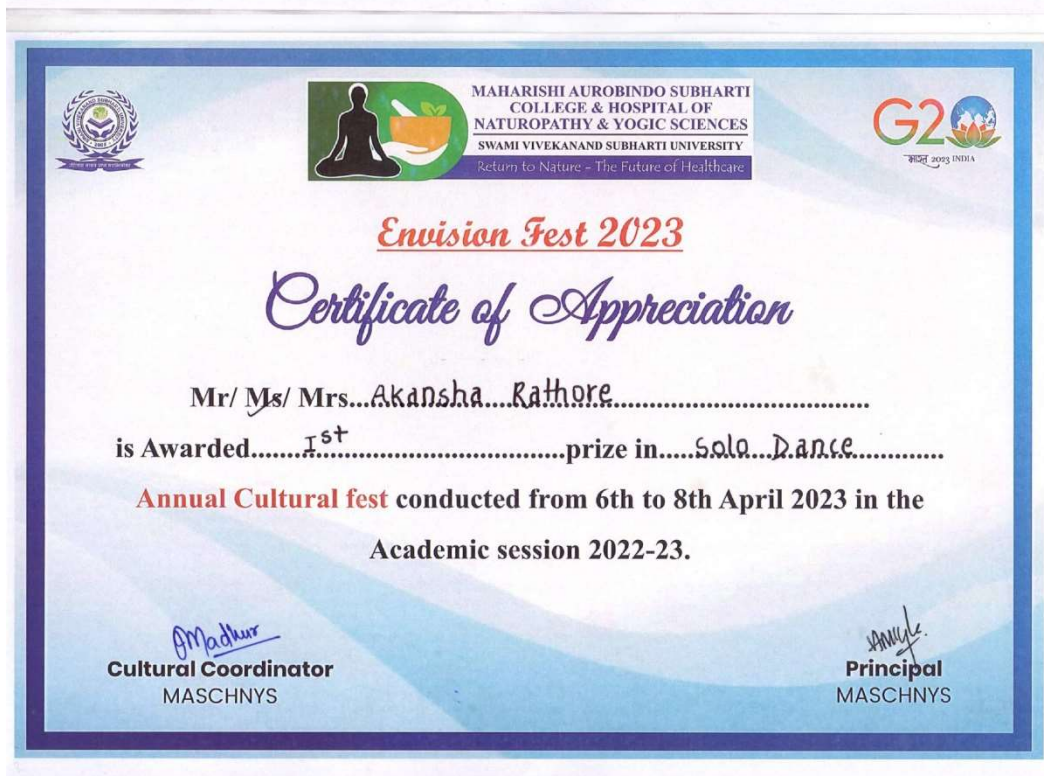 MAHARISHI AUROBINDO SUBHARTI
COLLEGE & HOSPITAL OF
NATUROPATHY & YOGIC SCIENCES
SWAMI VIVEKANAND SUBHARTI UNIVERSITY
Return to Nature - The Future of Healthcare
G20
भारत 2023 INDIA
Envision Fest 2023
Certificate of Appreciation
Mr/ Ms/ Mrs...Akansha Rathore
is Awarded.......Ist...prize in.....Solo Dance
Annual Cultural fest conducted from 6th to 8th April 2023 in the
Academic session 2022-23.
Madhur
Cultural Coordinator
MASCHNYS
Principal
MASCHNYS